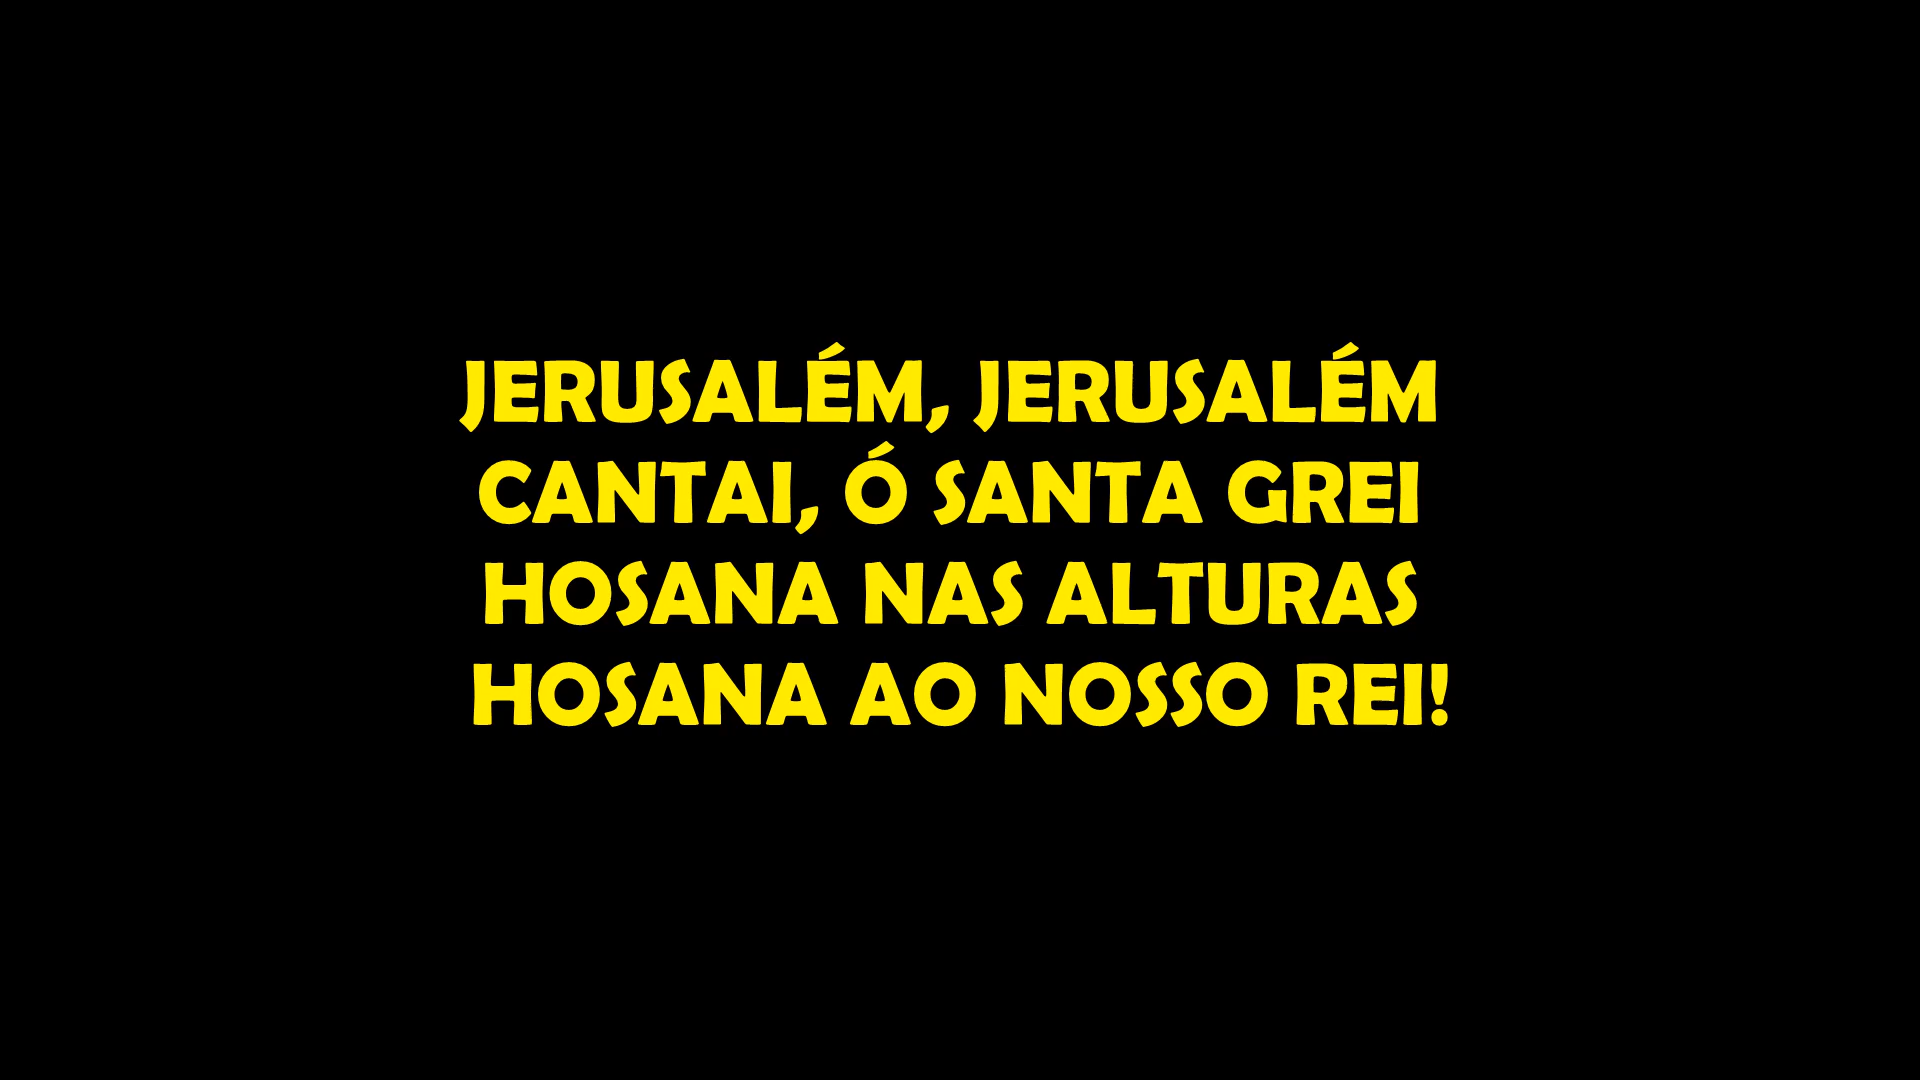 JERUSALÉM, JERUSALÉM
CANTAI, Ó SANTA GREI
HOSANA NAS ALTURAS
HOSANA AO NOSSO REI!